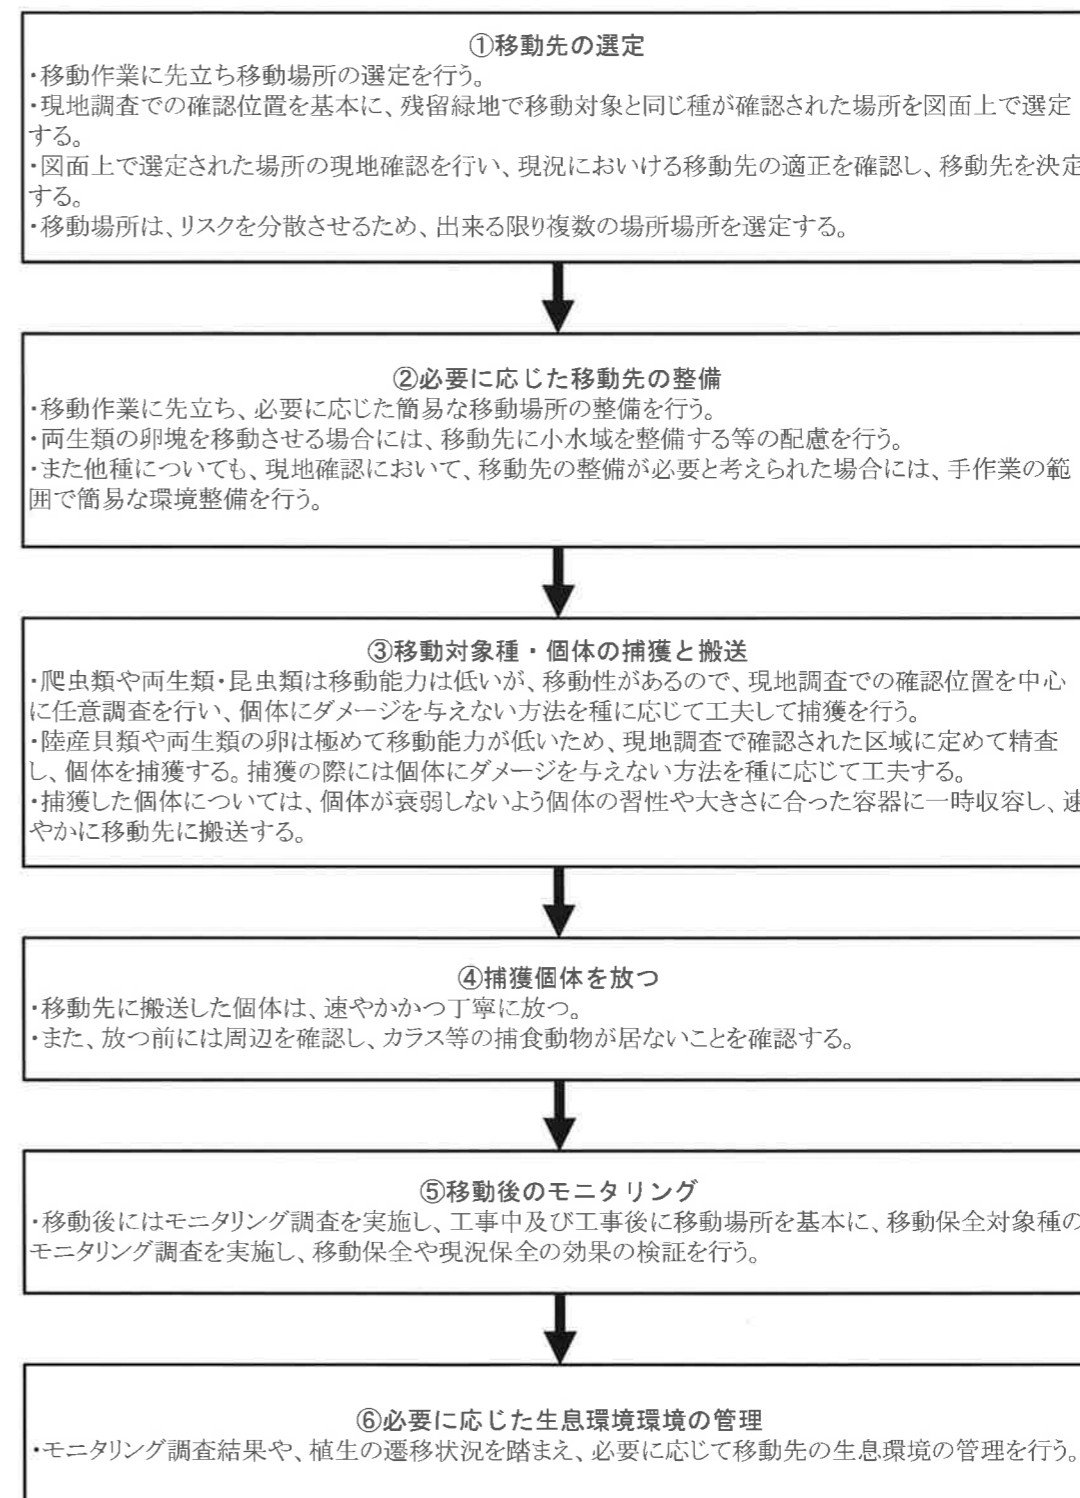 ①移動先の選定
・移動作業に先立ち移動場所の選定を行う。
・現地調査での確認位置を基本に、残留緑地で移動対象と同じ種が確認された場所を図面上で選定
する。
・図面上で選定された場所の現地確認を行い、現況においける移動先の適正を確認し、移動先を決定
する。
・移動場所は、リスクを分散させるため、出来る限り複数の場所場所を選定する。
②必要に応じた移動先の整備
・移動作業に先立ち、必要に応じた簡易な移動場所の整備を行う。
・両生類の卵塊を移動させる場合には、移動先に小水域を整備する等の配慮を行う。
・また他種についても、現地確認において、移動先の整備が必要と考えられた場合には、手作業の範
囲で簡易な環境整備を行う。
③移動対象種・個体の捕獲と搬送
・爬虫類や両生類・昆虫類は移動能力は低いが、移動性があるので、現地調査での確認位置を中心
に任意調査を行い、個体にダメージを与えない方法を種に応じて工夫して捕獲を行う。
・陸産貝類や両生類の卵は極めて移動能力が低いため、現地調査で確認された区域に定めて精査
し、個体を捕獲する。捕獲の際には個体にダメージを与えない方法を種に応じて工夫する。
・捕獲した個体については、個体が衰弱しないよう個体の習性や大きさに合った容器に一時収容し、速
やかに移動先に搬送する。
④捕獲個体を放つ
・移動先に搬送した個体は、速やかかつ丁寧に放つ。
・また、放つ前には周辺を確認し、カラス等の捕食動物が居ないことを確認する。
⑤移動後のモニタリング
・移動後にはモニタリング調査を実施し、工事中及び工事後に移動場所を基本に、移動保全対象種の
モニタリング調査を実施し、移動保全や現況保全の効果の検証を行う。
⑥必要に応じた生息環境環境の管理
・モニタリング調査結果や、植生の遷移状況を踏まえ、必要に応じて移動先の生息環境の管理を行う。